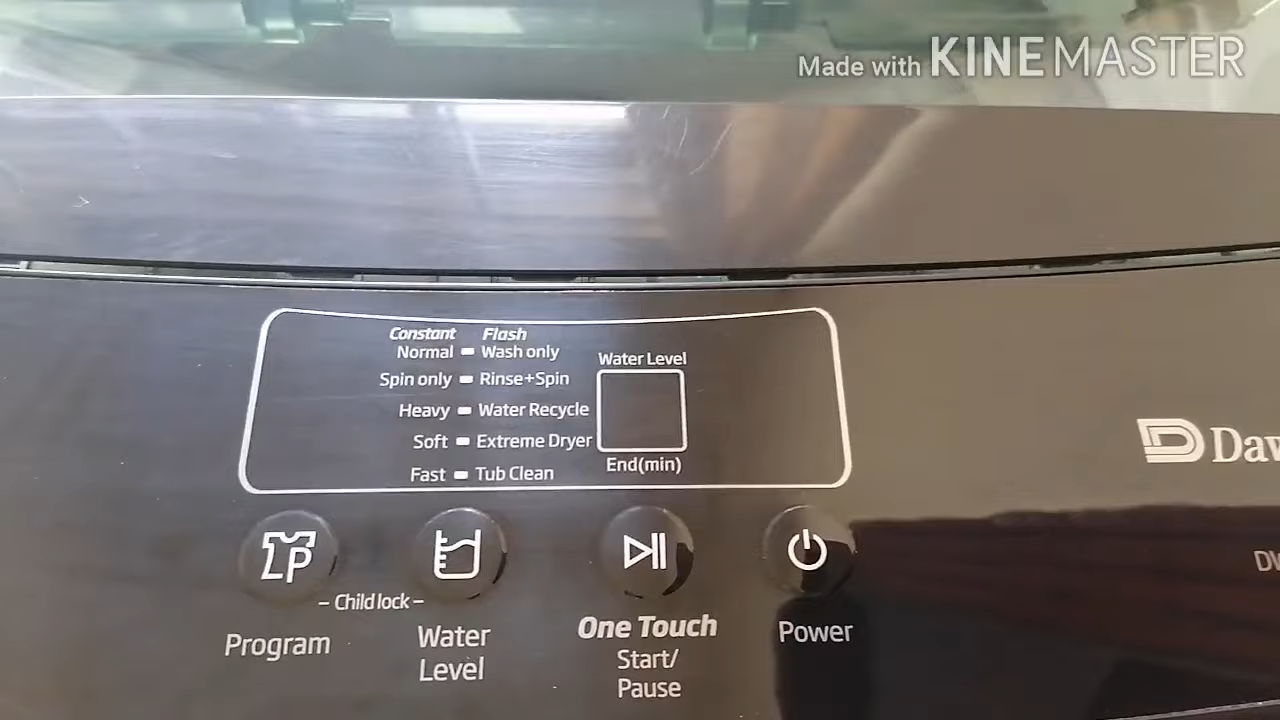 Made with KINEMASTER
Constant Flash
Normal Wash only
Spin only Rinse+Spin
Heavy Water Recycle
Soft Extreme Dryer
Fast Tub Clean
Water Level
End(min)
P
– Child lock –
Program
Water
Level
One Touch
Start/
Pause
Power